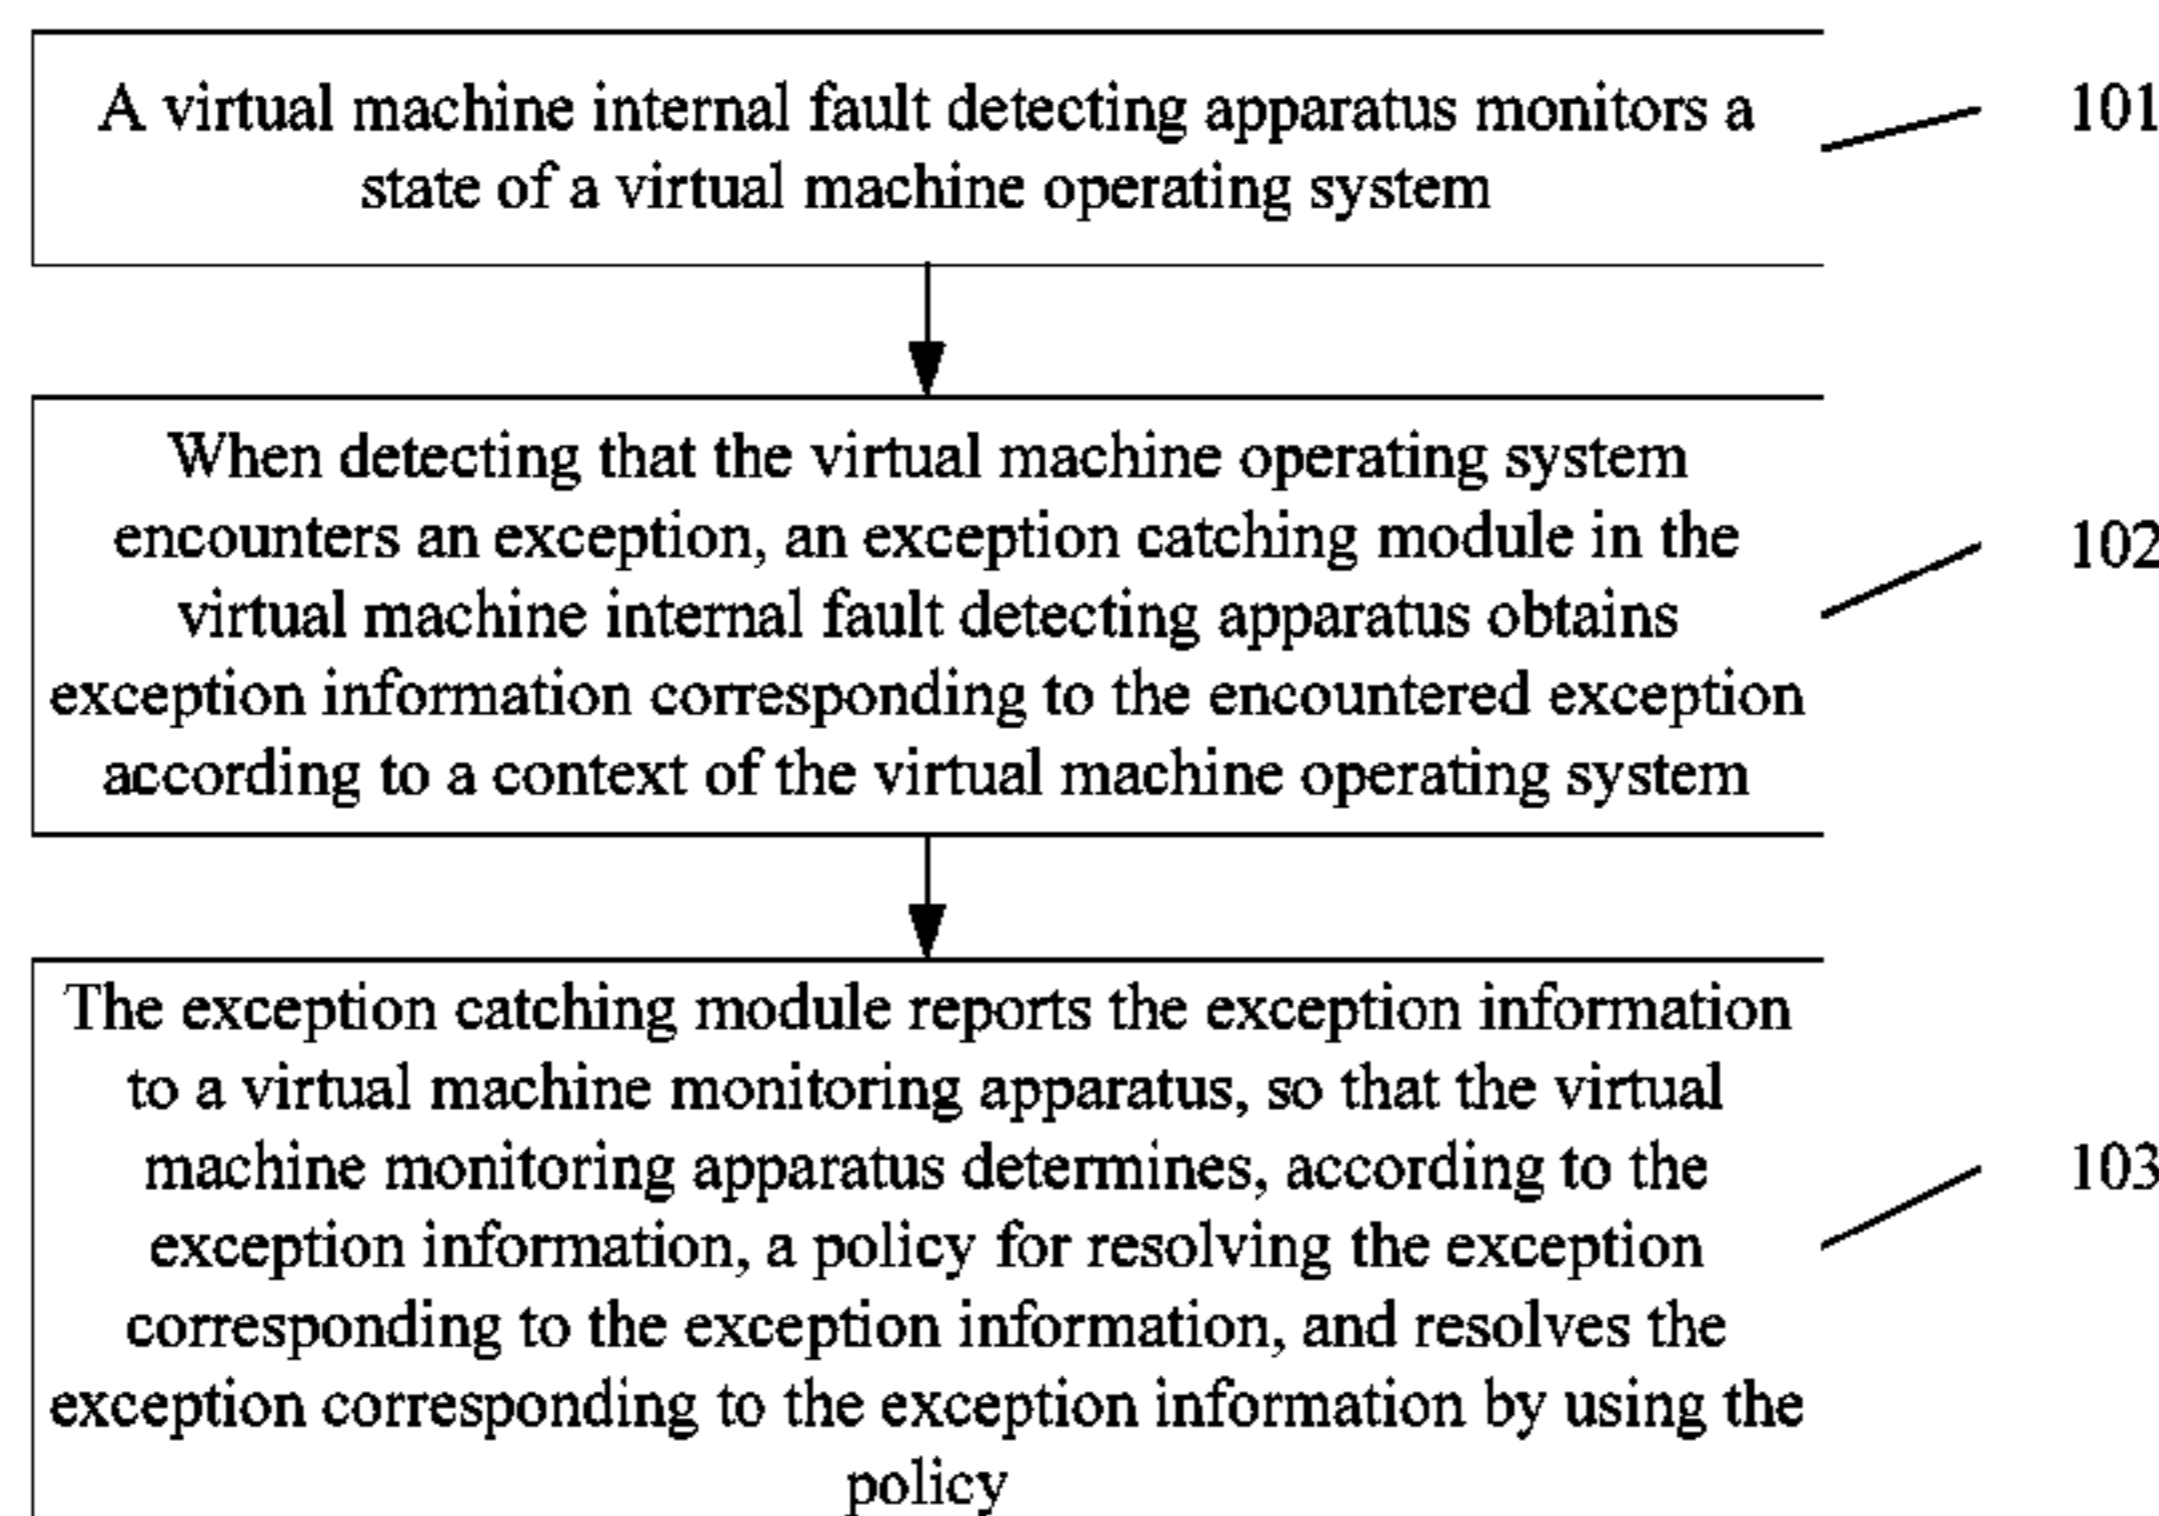 A virtual machine internal fault detecting apparatus monitors a
state of a virtual machine operating system
101
When detecting that the virtual machine operating system
encounters an exception, an exception catching module in the
virtual machine internal fault detecting apparatus obtains
exception information corresponding to the encountered exception
according to a context of the virtual machine operating system
102
The exception catching module reports the exception information
to a virtual machine monitoring apparatus, so that the virtual
machine monitoring apparatus determines, according to the
exception information, a policy for resolving the exception
corresponding to the exception information, and resolves the
exception corresponding to the exception information by using the
policy
103